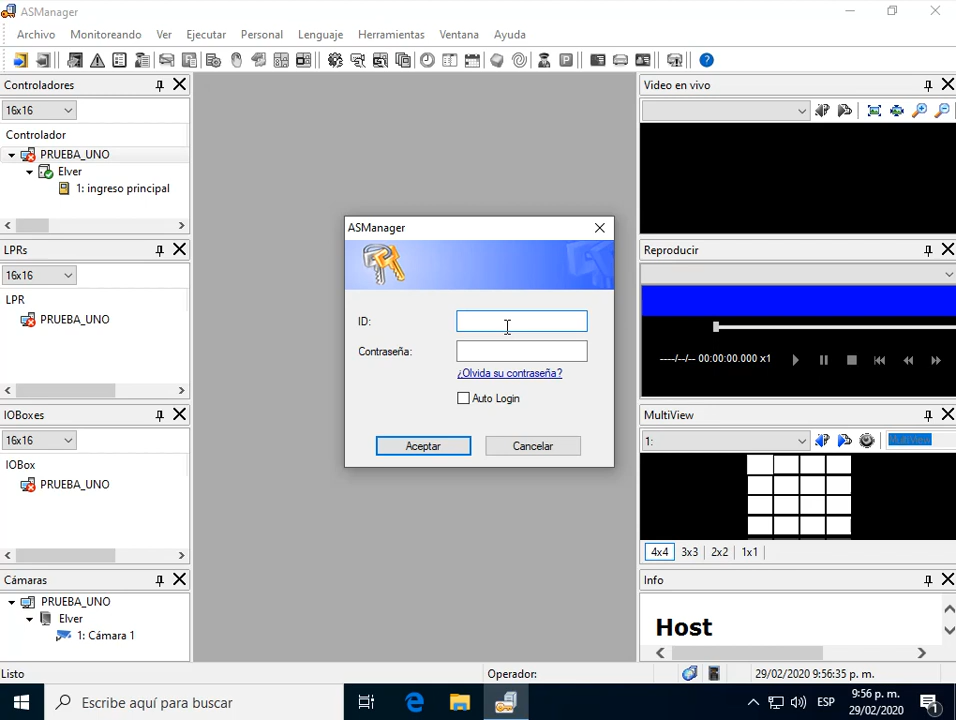 ASManager
Archivo Monitoreando Ver Ejecutar Personal Lenguaje Herramientas Ventana Ayuda
Controladores
16x16
Controlador
PRUEBA_UNO
Elver
1: ingreso principal
LPRs
16x16
LPR
PRUEBA_UNO
IOBoxes
16x16
IOBox
PRUEBA_UNO
Cámaras
PRUEBA_UNO
Elver
1: Cámara 1
ASManager
ID:
Contraseña:
¿Olvida su contraseña?
Auto Login
Aceptar Cancelar
Video en vivo
Reproducir
----/--/-- 00:00:00.000 x1
MultiView
1: MultiView
4x4 3x3 2x2 1x1
Info
Host
Listo Operador: 29/02/2020 9:56:35 p. m.
Escribe aquí para buscar
ESP
9:56 p. m.
29/02/2020
1